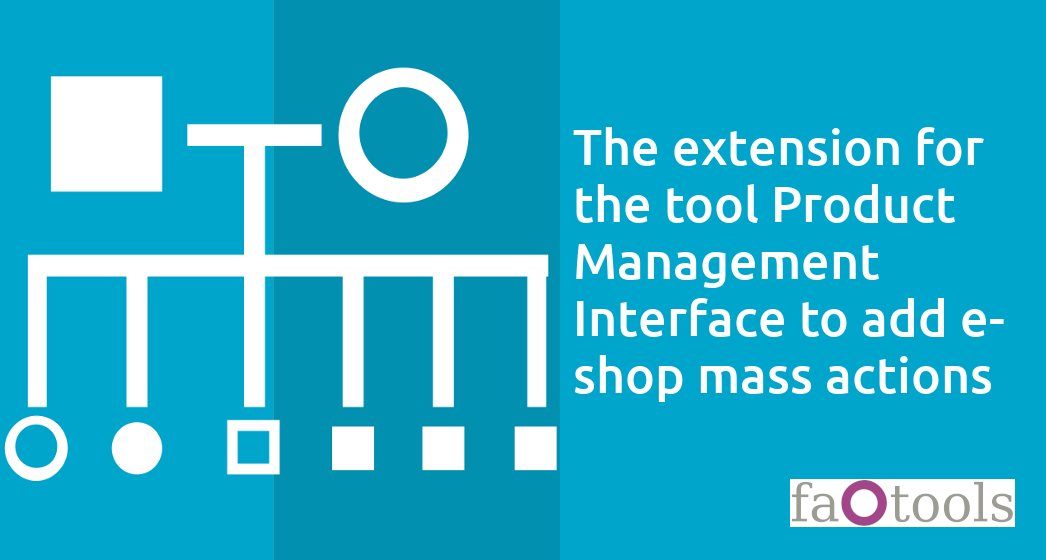 The extension for
the tool Product
Management
Interface to add e-
shop mass actions
faOtools